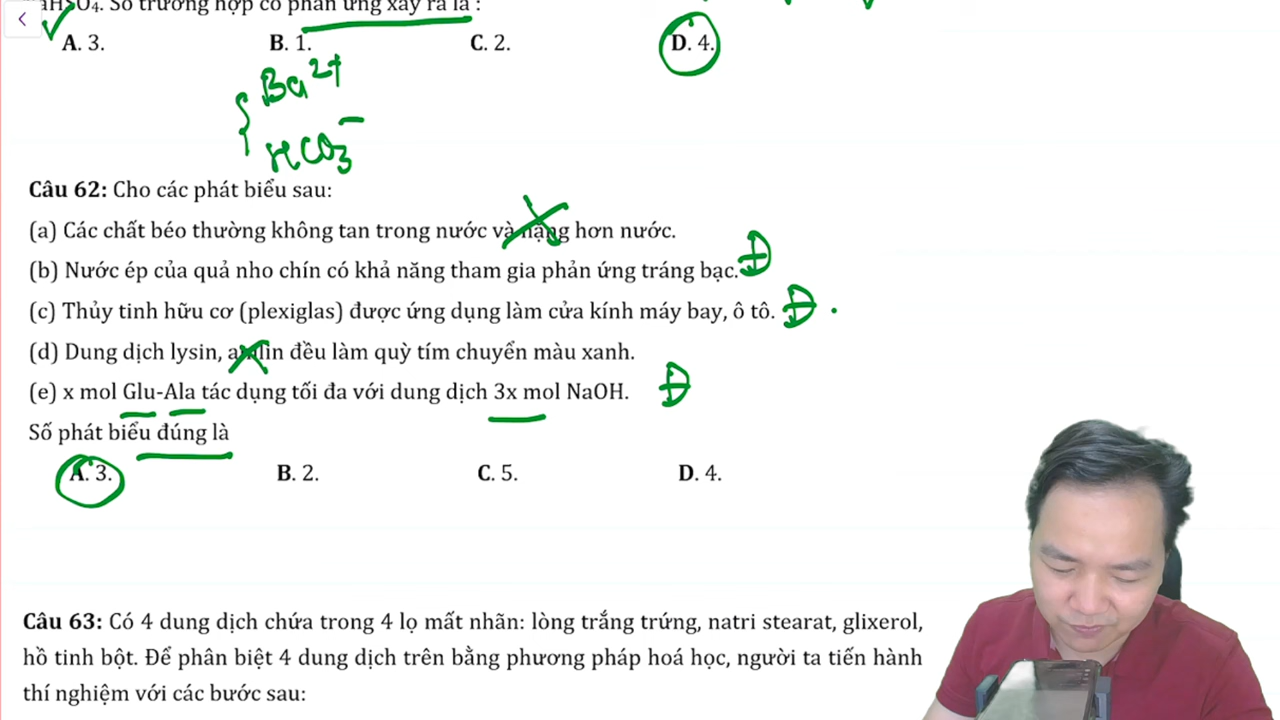 HSO₄. Số trường hợp có phản ứng xảy ra là :
A. 3. B. 1. C. 2. D. 4.
Ba²⁺
HCO₃⁻
Câu 62: Cho các phát biểu sau:
(a) Các chất béo thường không tan trong nước và nặng hơn nước.
(b) Nước ép của quả nho chín có khả năng tham gia phản ứng tráng bạc. Đ
(c) Thủy tinh hữu cơ (plexiglas) được ứng dụng làm cửa kính máy bay, ô tô. Đ
(d) Dung dịch lysin, anilin đều làm quỳ tím chuyển màu xanh.
(e) x mol Glu-Ala tác dụng tối đa với dung dịch 3x mol NaOH. Đ
Số phát biểu đúng là
A. 3. B. 2. C. 5. D. 4.
Câu 63: Có 4 dung dịch chứa trong 4 lọ mất nhãn: lòng trắng trứng, natri stearat, glixerol,
hồ tinh bột. Để phân biệt 4 dung dịch trên bằng phương pháp hoá học, người ta tiến hành
thí nghiệm với các bước sau: